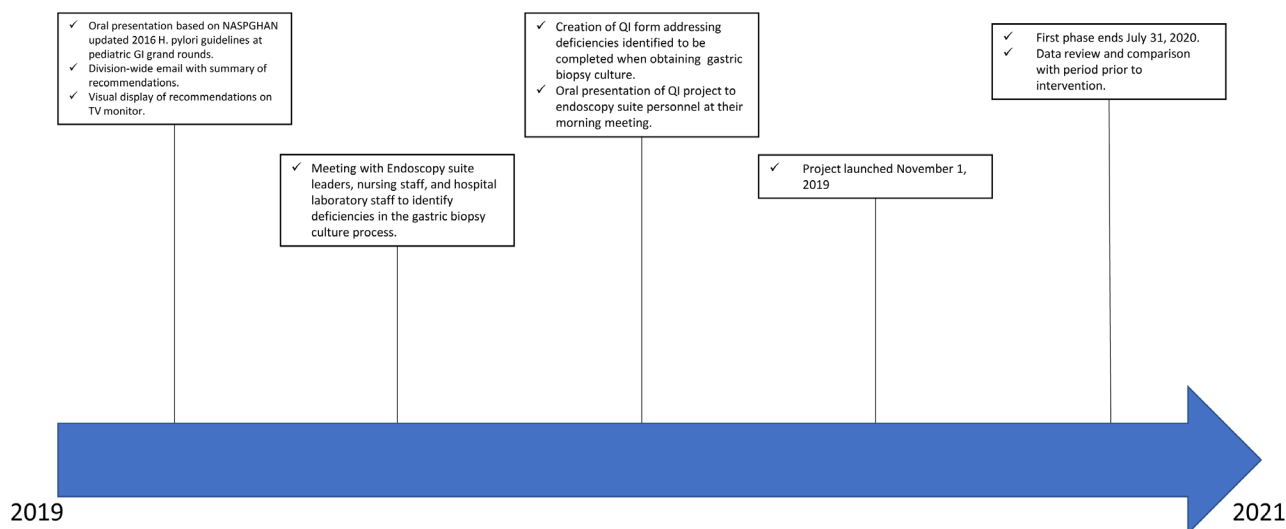 ✓ Oral presentation based on NASPGHAN
updated 2016 H. pylori guidelines at
pediatric GI grand rounds.
✓ Division-wide email with summary of
recommendations.
✓ Visual display of recommendations on
TV monitor.
✓ Meeting with Endoscopy suite
leaders, nursing staff, and hospital
laboratory staff to identify
deficiencies in the gastric biopsy
culture process.
✓ Creation of QI form addressing
deficiencies identified to be
completed when obtaining gastric
biopsy culture.
✓ Oral presentation of QI project to
endoscopy suite personnel at their
morning meeting.
✓ Project launched November 1,
2019
✓ First phase ends July 31, 2020.
✓ Data review and comparison
with period prior to
intervention.
2019
2021